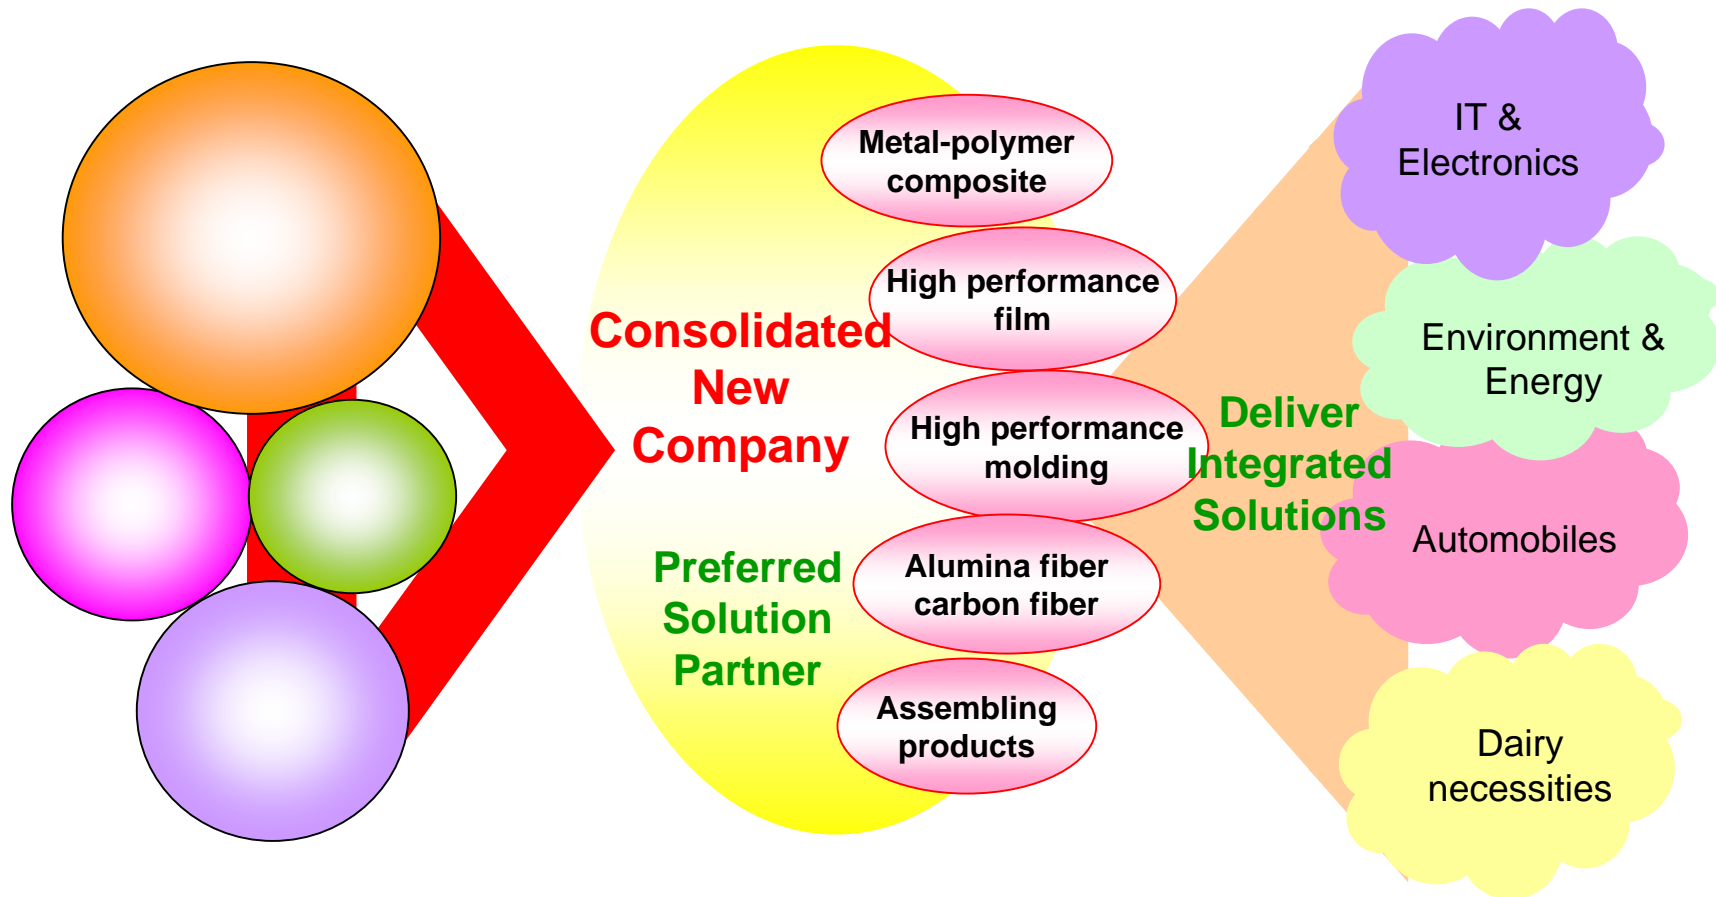 Consolidated
New
Company
Preferred
Solution
Partner
Metal-polymer
composite
High performance
film
High performance
molding
Alumina fiber
carbon fiber
Assembling
products
Deliver
Integrated
Solutions
IT &
Electronics
Environment &
Energy
Automobiles
Dairy
necessities